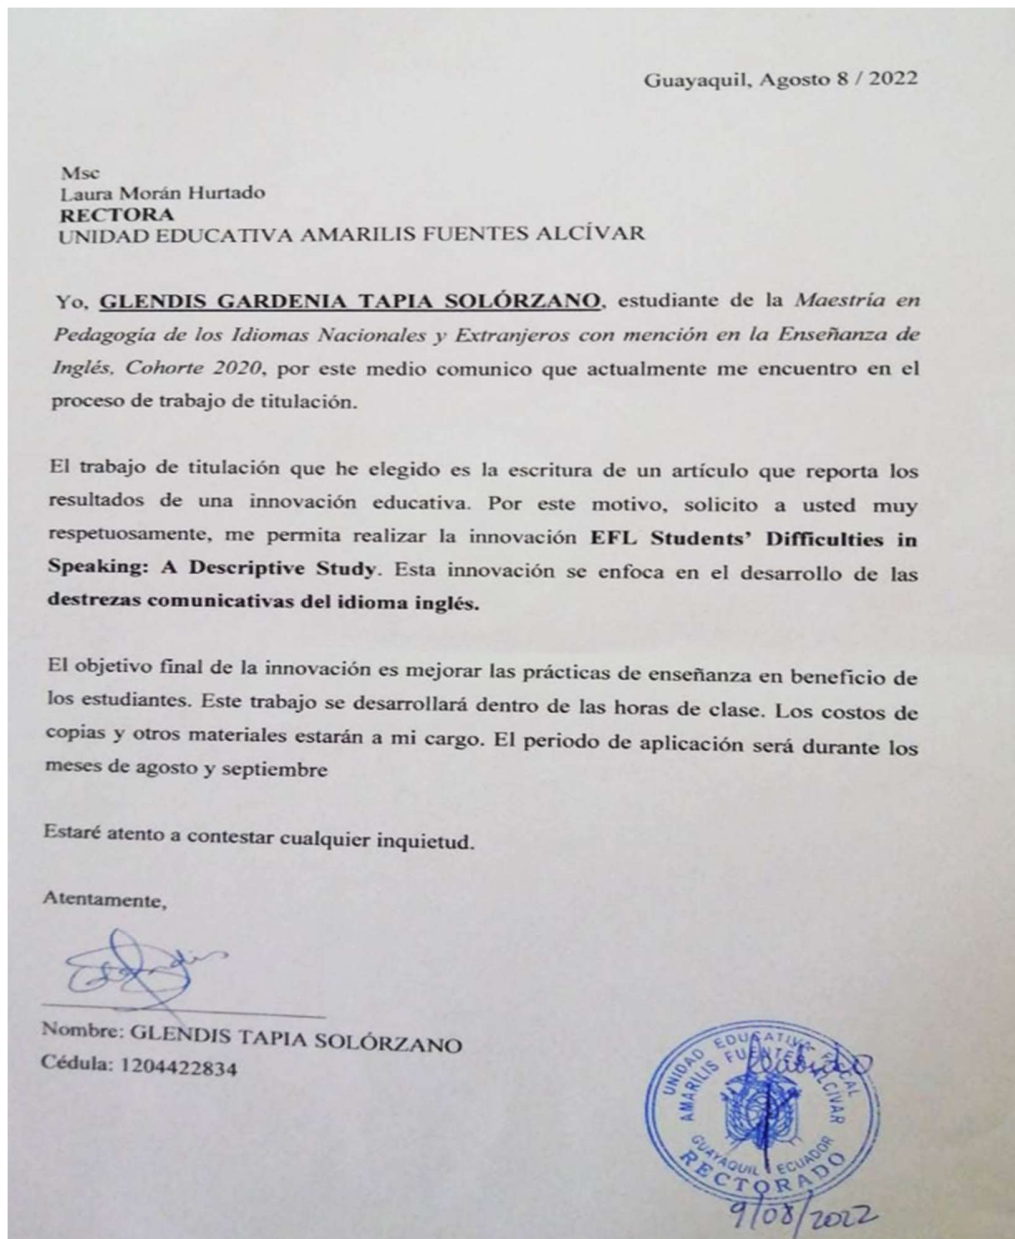 Guayaquil, Agosto 8 / 2022
Msc
Laura Morán Hurtado
RECTORA
UNIDAD EDUCATIVA AMARILIS FUENTES ALCÍVAR
Yo, GLENDIS GARDENIA TAPIA SOLÓRZANO, estudiante de la Maestría en
Pedagogía de los Idiomas Nacionales y Extranjeros con mención en la Enseñanza de
Inglés, Cohorte 2020, por este medio comunico que actualmente me encuentro en el
proceso de trabajo de titulación.
El trabajo de titulación que he elegido es la escritura de un artículo que reporta los
resultados de una innovación educativa. Por este motivo, solicito a usted muy
respetuosamente, me permita realizar la innovación EFL Students’ Difficulties in
Speaking: A Descriptive Study. Esta innovación se enfoca en el desarrollo de las
destrezas comunicativas del idioma inglés.
El objetivo final de la innovación es mejorar las prácticas de enseñanza en beneficio de
los estudiantes. Este trabajo se desarrollará dentro de las horas de clase. Los costos de
copias y otros materiales estarán a mi cargo. El periodo de aplicación será durante los
meses de agosto y septiembre
Estaré atento a contestar cualquier inquietud.
Atentamente,
Nombre: GLENDIS TAPIA SOLÓRZANO
Cédula: 1204422834
UNIDAD EDUCATIVA FISCAL
AMARILIS FUENTES ALCIVAR
GUAYAQUIL ECUADOR
RECTORADO
9/08/2022